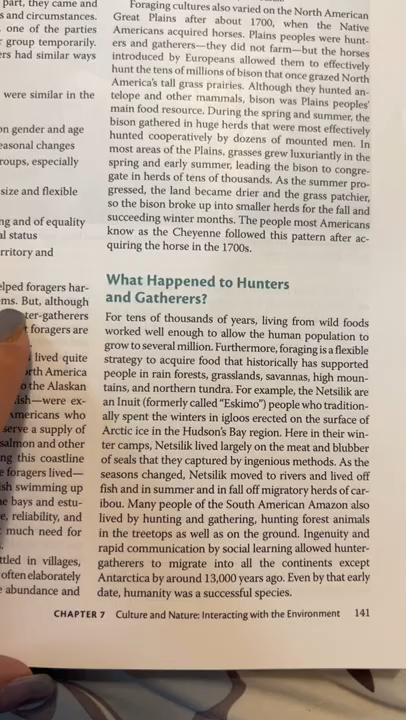 part, they came and
s and circumstances.
, one of the parties
r group temporarily.
ers had similar ways
were similar in the
on gender and age
easonal changes
roups, especially
size and flexible
ng and of equality
al status
rritory and
elped foragers har-
ms. But, although
ter-gatherers
foragers are
lived quite
rth America
o the Alaskan
ish—were ex-
Americans who
serve a supply of
salmon and other
ng this coastline
e foragers lived—
sh swimming up
e bays and estu-
e, reliability, and
much need for
ttled in villages,
often elaborately
e abundance and
Foraging cultures also varied on the North American
Great Plains after about 1700, when the Native
Americans acquired horses. Plains peoples were hunt-
ers and gatherers—they did not farm—but the horses
introduced by Europeans allowed them to effectively
hunt the tens of millions of bison that once grazed North
America's tall grass prairies. Although they hunted an-
telope and other mammals, bison was Plains peoples'
main food resource. During the spring and summer, the
bison gathered in huge herds that were most effectively
hunted cooperatively by dozens of mounted men. In
most areas of the Plains, grasses grew luxuriantly in the
spring and early summer, leading the bison to congre-
gate in herds of tens of thousands. As the summer pro-
gressed, the land became drier and the grass patchier,
so the bison broke up into smaller herds for the fall and
succeeding winter months. The people most Americans
know as the Cheyenne followed this pattern after ac-
quiring the horse in the 1700s.
What Happened to Hunters
and Gatherers?
For tens of thousands of years, living from wild foods
worked well enough to allow the human population to
grow to several million. Furthermore, foraging is a flexible
strategy to acquire food that historically has supported
people in rain forests, grasslands, savannas, high moun-
tains, and northern tundra. For example, the Netsilik are
an Inuit (formerly called "Eskimo") people who tradition-
ally spent the winters in igloos erected on the surface of
Arctic ice in the Hudson's Bay region. Here in their win-
ter camps, Netsilik lived largely on the meat and blubber
of seals that they captured by ingenious methods. As the
seasons changed, Netsilik moved to rivers and lived off
fish and in summer and in fall off migratory herds of car-
ibou. Many people of the South American Amazon also
lived by hunting and gathering, hunting forest animals
in the treetops as well as on the ground. Ingenuity and
rapid communication by social learning allowed hunter-
gatherers to migrate into all the continents except
Antarctica by around 13,000 years ago. Even by that early
date, humanity was a successful species.
CHAPTER 7 Culture and Nature: Interacting with the Environment 141